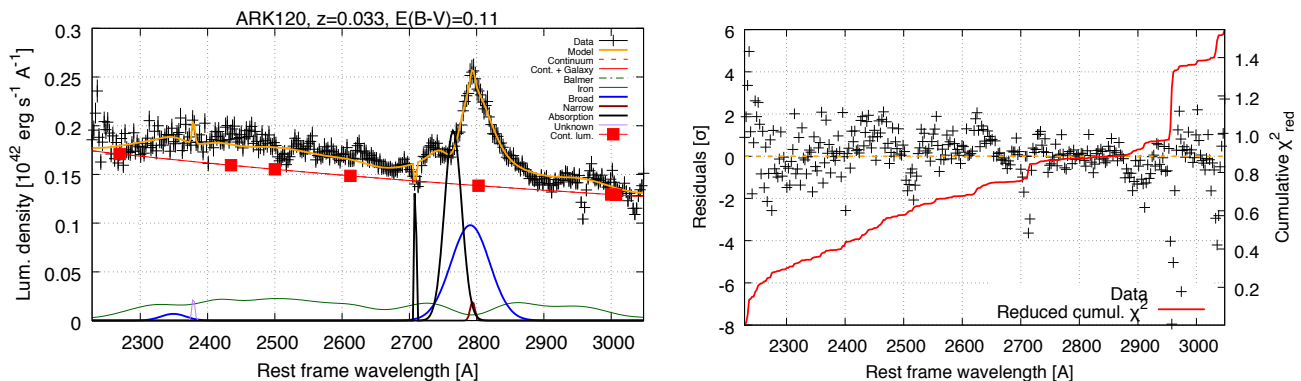 ARK120, z=0.033, E(B-V)=0.11
Lum. density [10^42 erg s^-1 A^-1]
0.3
0.25
0.2
0.15
0.1
0.05
0
Data
Model
Continuum
Cont. + Galaxy
Balmer
Iron
Broad
Narrow
Absorption
Unknown
Cont. lum.
2300 2400 2500 2600 2700 2800 2900 3000
Rest frame wavelength [A]
Residuals [σ]
6
4
2
0
-2
-4
-6
-8
1.4
1.2
1.0
0.8
0.6
0.4
0.2
Cumulative χ^2_red
Data
Reduced cumul. χ^2
2300 2400 2500 2600 2700 2800 2900 3000
Rest frame wavelength [A]